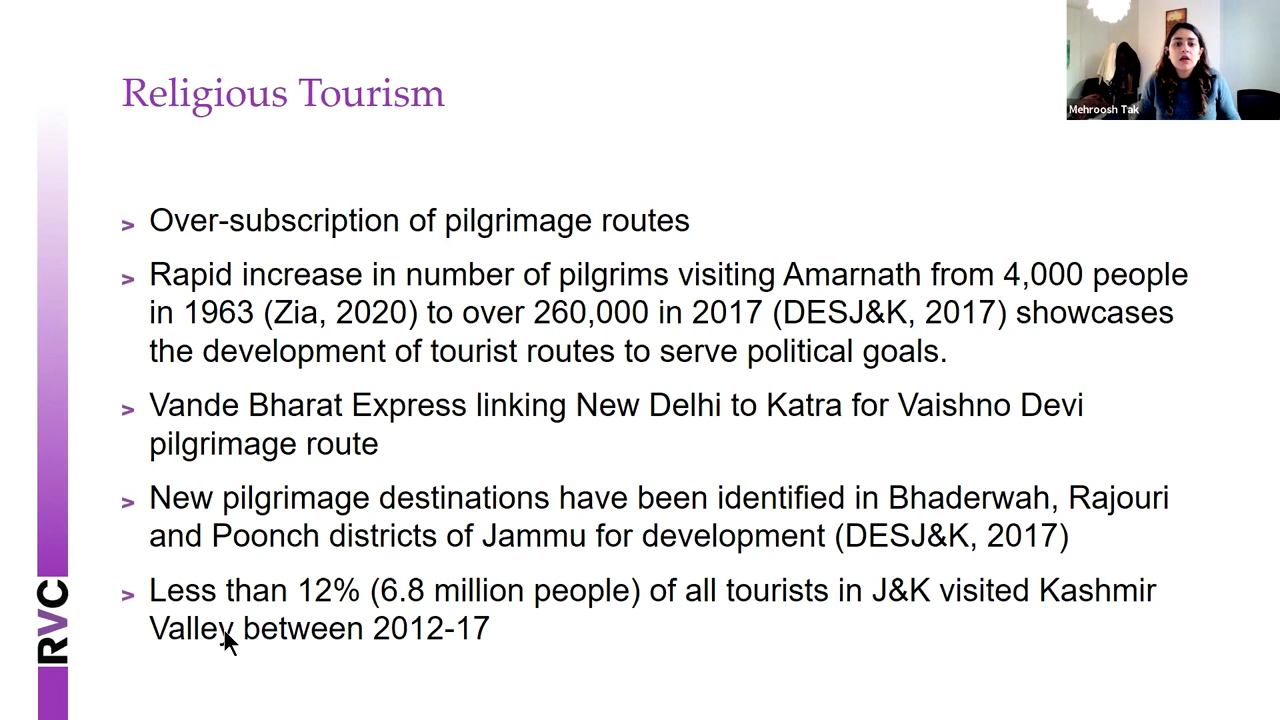 Religious Tourism
Mehroosh Tak
> Over-subscription of pilgrimage routes
> Rapid increase in number of pilgrims visiting Amarnath from 4,000 people
in 1963 (Zia, 2020) to over 260,000 in 2017 (DESJ&K, 2017) showcases
the development of tourist routes to serve political goals.
> Vande Bharat Express linking New Delhi to Katra for Vaishno Devi
pilgrimage route
> New pilgrimage destinations have been identified in Bhaderwah, Rajouri
and Poonch districts of Jammu for development (DESJ&K, 2017)
> Less than 12% (6.8 million people) of all tourists in J&K visited Kashmir
Valley between 2012-17
RVC